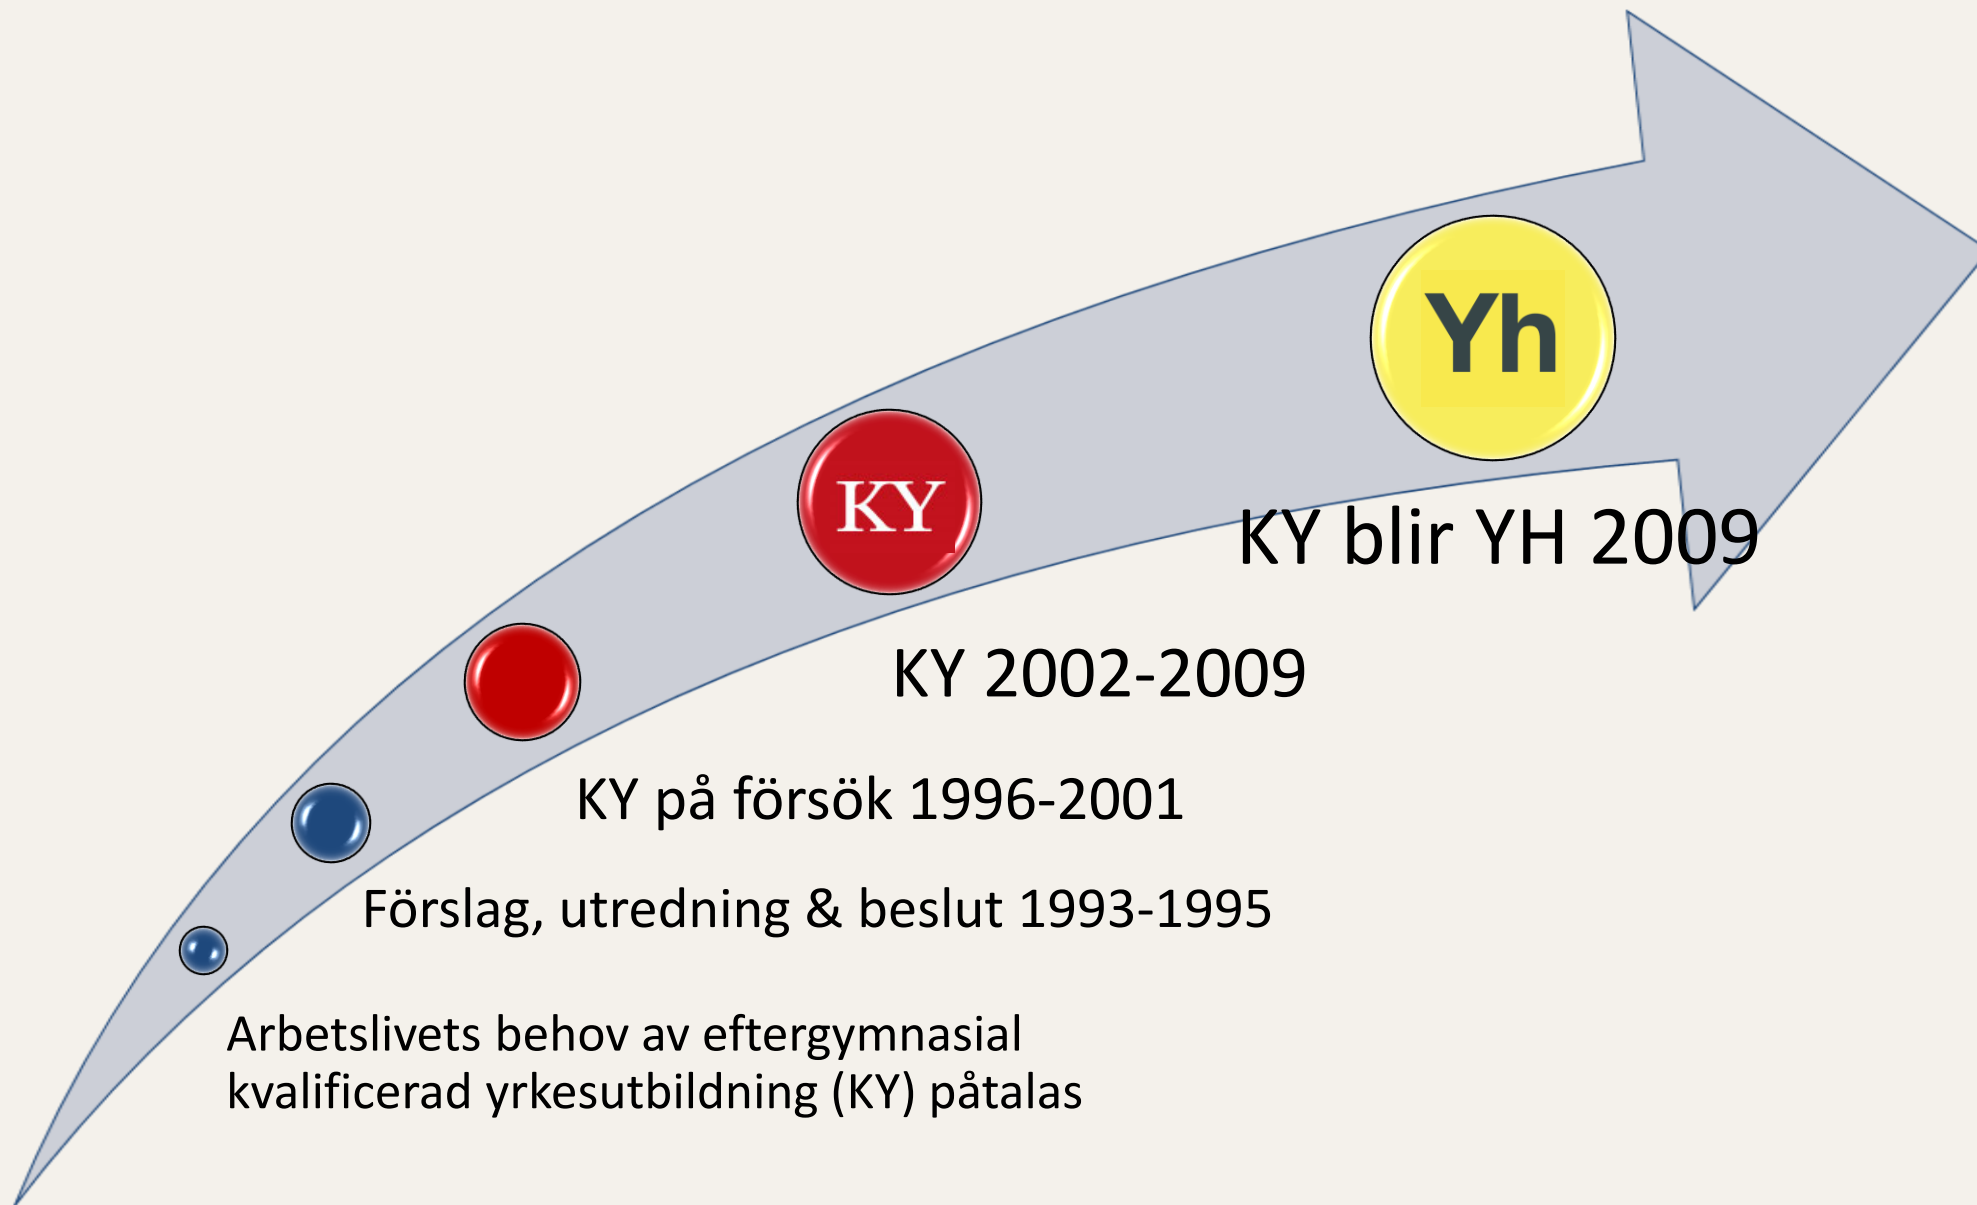 Yh
KY
KY blir YH 2009
KY 2002-2009
KY på försök 1996-2001
Förslag, utredning & beslut 1993-1995
Arbetslivets behov av eftergymnasial
kvalificerad yrkesutbildning (KY) påtalas